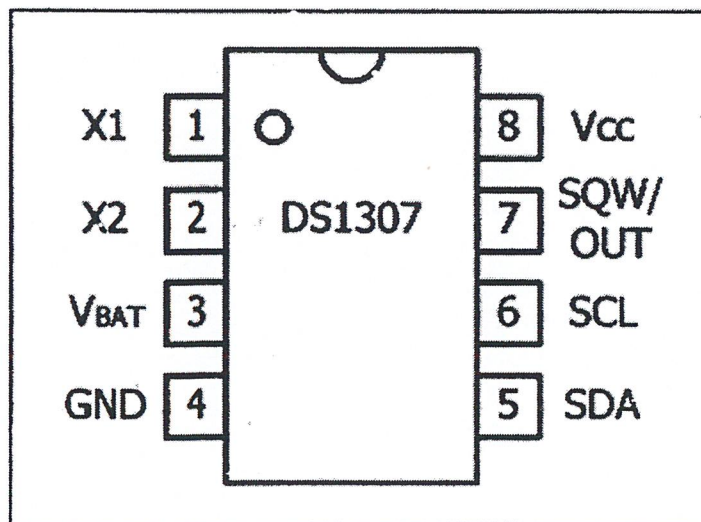 X1 1 8 Vcc
X2 2 DS1307 7 SQW/
OUT
VBAT 3 6 SCL
GND 4 5 SDA